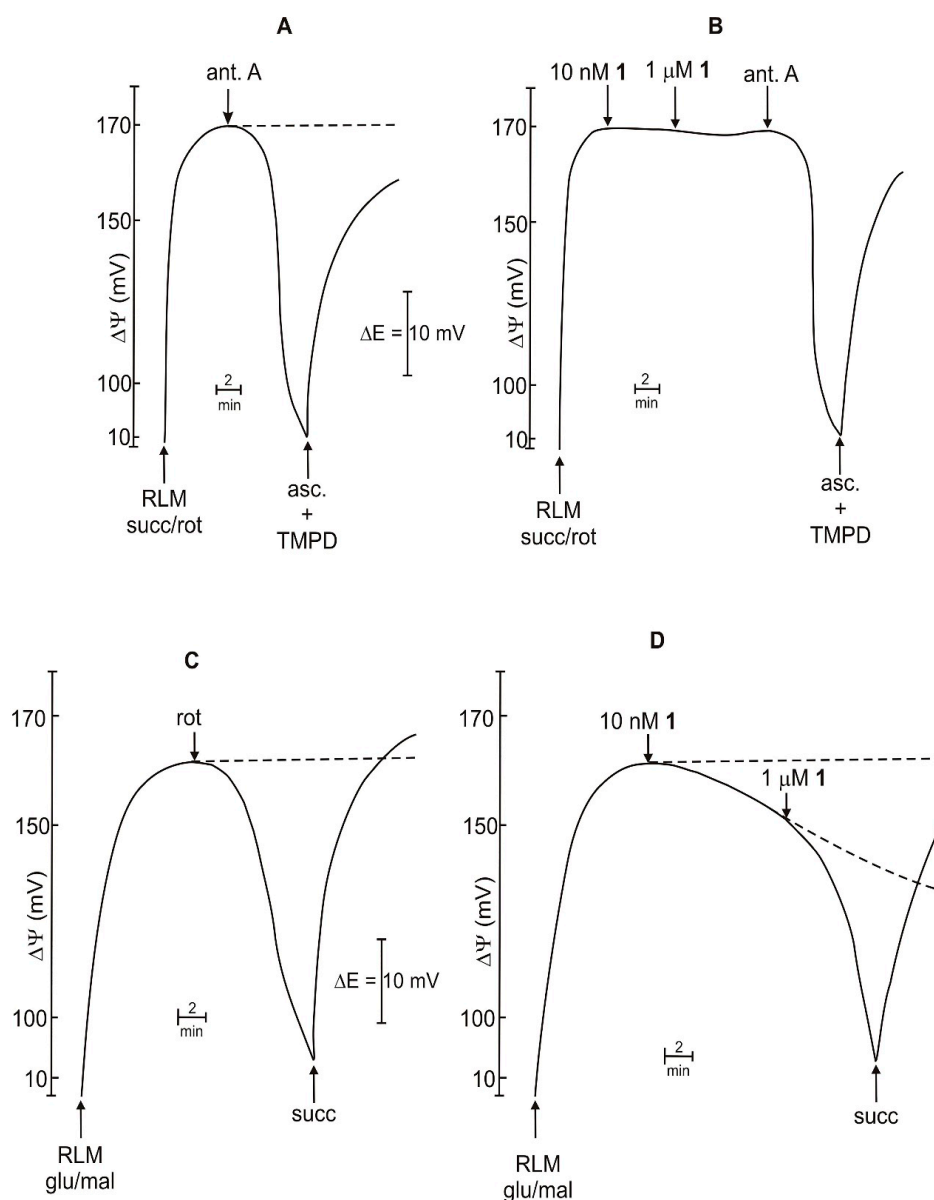 A
ant. A
170
150
100
10
ΔΨ (mV)
ΔE = 10 mV
2
min
RLM
succ/rot
asc.
+
TMPD
B
10 nM 1
1 μM 1
ant. A
170
150
100
10
ΔΨ (mV)
2
min
RLM
succ/rot
asc.
+
TMPD
C
rot
170
150
100
10
ΔΨ (mV)
ΔE = 10 mV
2
min
RLM
glu/mal
succ
D
10 nM 1
1 μM 1
170
150
100
10
ΔΨ (mV)
2
min
RLM
glu/mal
succ